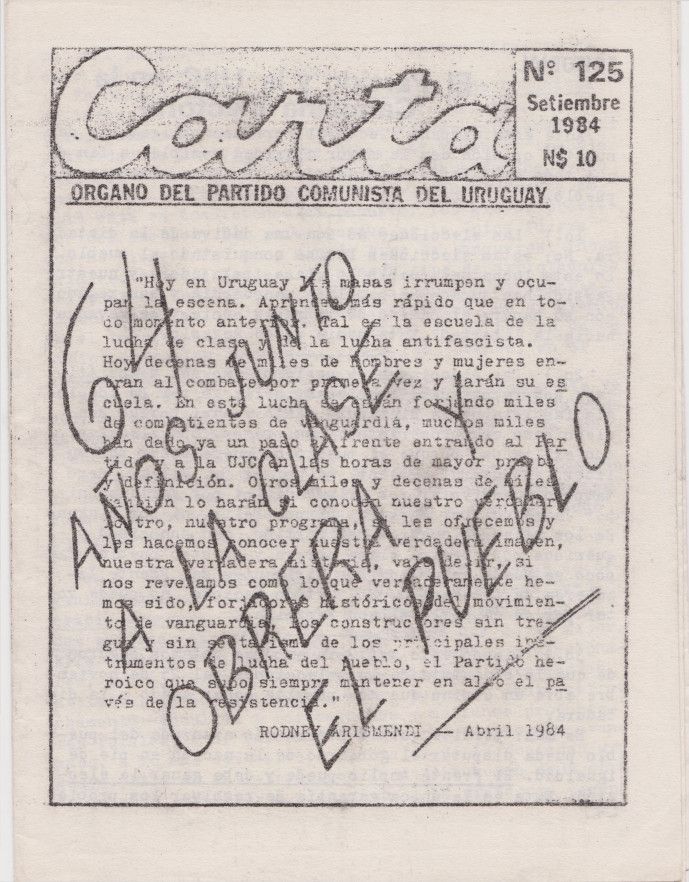 Carta
Nº 125
Setiembre
1984
N$ 10
ORGANO DEL PARTIDO COMUNISTA DEL URUGUAY
64
AÑOS JUNTO
A LA CLASE
OBRERA Y
EL PUEBLO
"Hoy en Uruguay las masas irrumpen y ocu-
pan la escena. Aprenden más rápido que en to-
do momento anterior. Tal es la escuela de la
lucha de clase y de la lucha antifascista.
Hoy decenas de miles de hombres y mujeres en-
tran al combate por primera vez y harán su es
cuela. En esta lucha se están forjando miles
de combatientes de vanguardia, muchos miles
han dado ya un paso al frente entrando al Par
tido y a la UJC en las horas de mayor prueba
y definición. Otros miles y decenas de miles
también lo harán si conocen nuestro verdader
rostro, nuestro programa, si les ofrecemos y
les hacemos conocer nuestra verdadera imagen,
nuestra verdadera historia, vale decir, si
nos revelamos como lo que verdaderamente he-
mos sido, forjadores históricos del movimien-
to de vanguardia. Los constructores sin tre-
gua y sin sectarismo de los principales ins-
trumentos de lucha del pueblo, el Partido he-
roico que supo siempre mantener en alto el pa
vés de la resistencia."
RODNEY ARISMENDI — Abril 1984